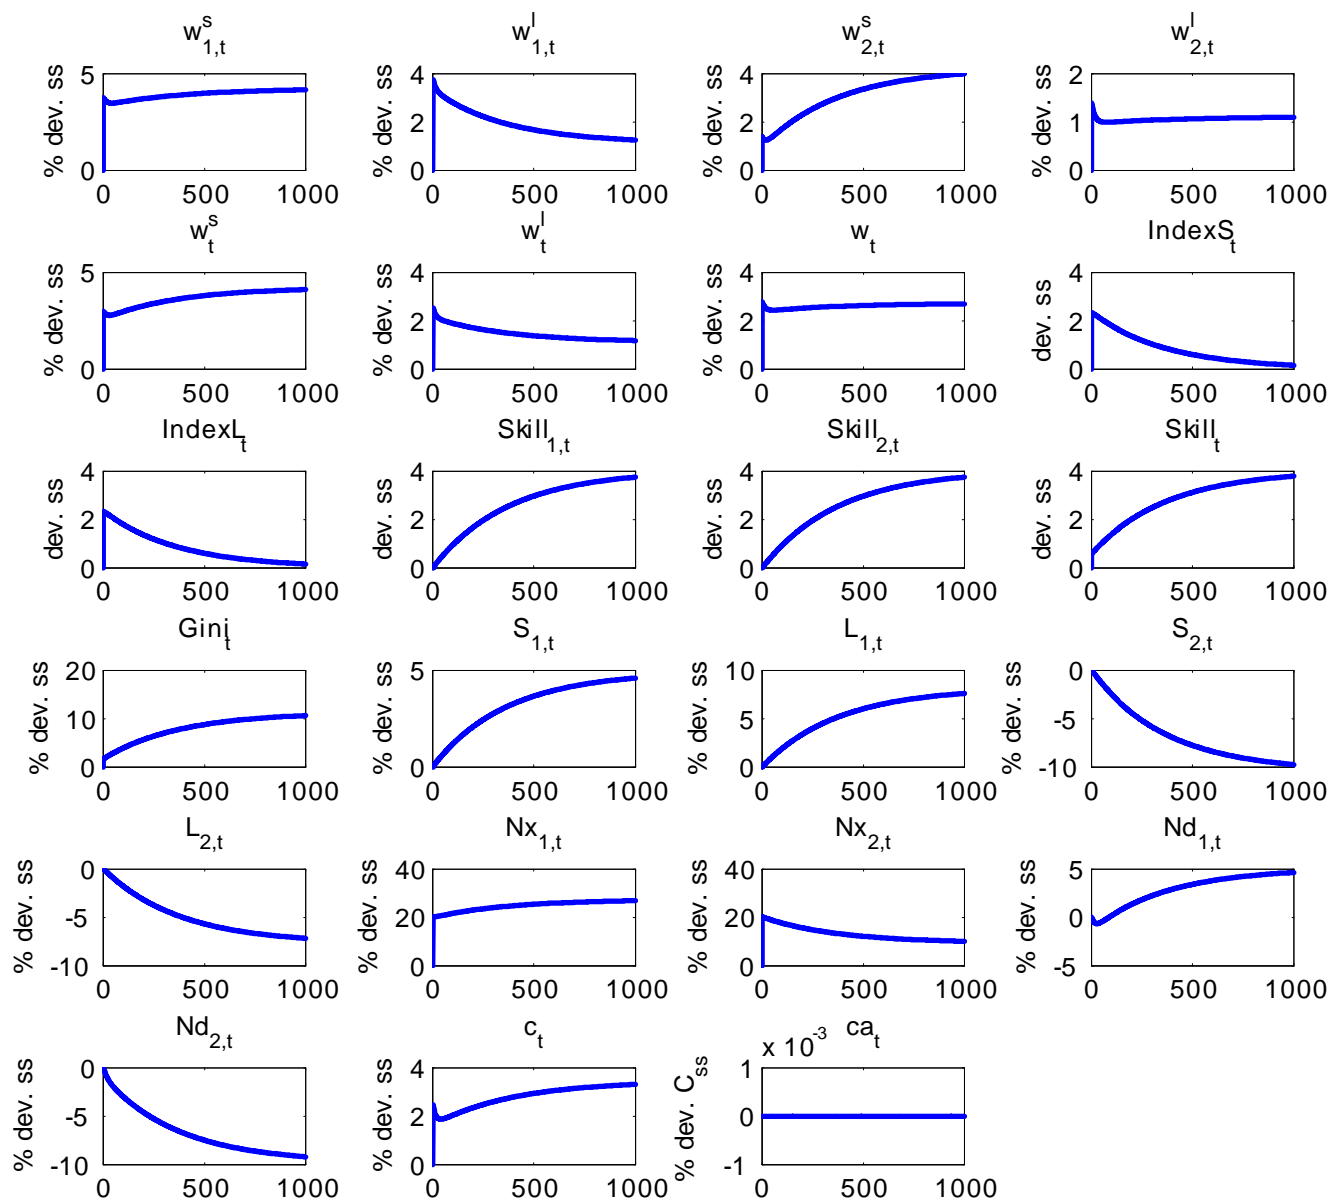 w^s_{1,t} w^l_{1,t} w^s_{2,t} w^l_{2,t}
% dev. ss 5 0 % dev. ss 4 2 0 % dev. ss 4 2 0 % dev. ss 2 1 0
0 500 1000 0 500 1000 0 500 1000 0 500 1000
w^s_t w^l_t w_t IndexS_t
% dev. ss 5 0 % dev. ss 4 2 0 % dev. ss 4 2 0 dev. ss 4 2 0
0 500 1000 0 500 1000 0 500 1000 0 500 1000
IndexL_t Skill_{1,t} Skill_{2,t} Skill_t
dev. ss 4 2 0 dev. ss 4 2 0 dev. ss 4 2 0 dev. ss 4 2 0
0 500 1000 0 500 1000 0 500 1000 0 500 1000
Gini_t S_{1,t} L_{1,t} S_{2,t}
% dev. ss 20 10 0 % dev. ss 5 0 % dev. ss 10 5 0 % dev. ss 0 -5 -10
0 500 1000 0 500 1000 0 500 1000 0 500 1000
L_{2,t} Nx_{1,t} Nx_{2,t} Nd_{1,t}
% dev. ss 0 -5 -10 % dev. ss 40 20 0 % dev. ss 40 20 0 % dev. ss 5 0 -5
0 500 1000 0 500 1000 0 500 1000 0 500 1000
Nd_{2,t} c_t ca_t
x 10^{-3}
% dev. ss 0 -5 -10 % dev. ss 4 2 0 % dev. C_{ss} 1 0 -1
0 500 1000 0 500 1000 0 500 1000